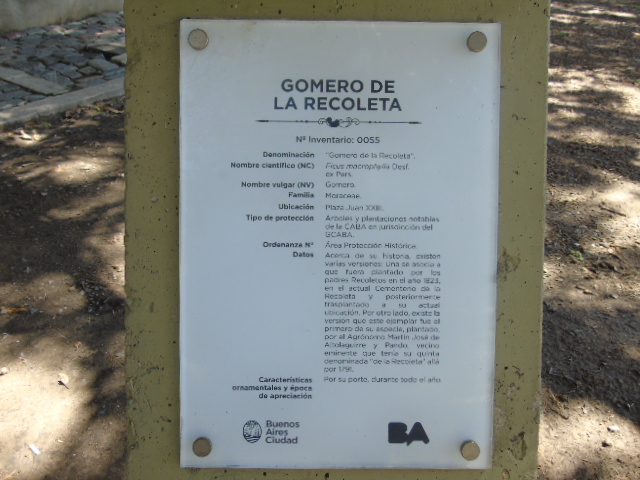 GOMERO DE
LA RECOLETA
Nº Inventario: 0055
Denominación "Gomero de la Recoleta".
Nombre científico (NC) Ficus macrophylla Desf.
ex Pers.
Nombre vulgar (NV) Gomero.
Familia Moraceae.
Ubicación Plaza Juan XXIII.
Tipo de protección Árboles y plantaciones notables
de la CABA en jurisdicción del
GCABA.
Ordenanza Nº Área Protección Histórica.
Datos Acerca de su historia, existen
varias versiones: Una se asocia a
que fuera plantado por los
padres Recoletos en el año 1823,
en el actual Cementerio de la
Recoleta y posteriormente
trasplantado a su actual
ubicación. Por otro lado, existe la
versión que este ejemplar fue el
primero de su especie, plantado,
por el Agrónomo Martín José de
Altolaguirre y Pando, vecino
eminente que tenía su quinta
denominada "de la Recoleta" allá
por 1791.
Características Por su porte, durante todo el año.
ornamentales y época
de apreciación
Buenos
Aires
Ciudad
BA